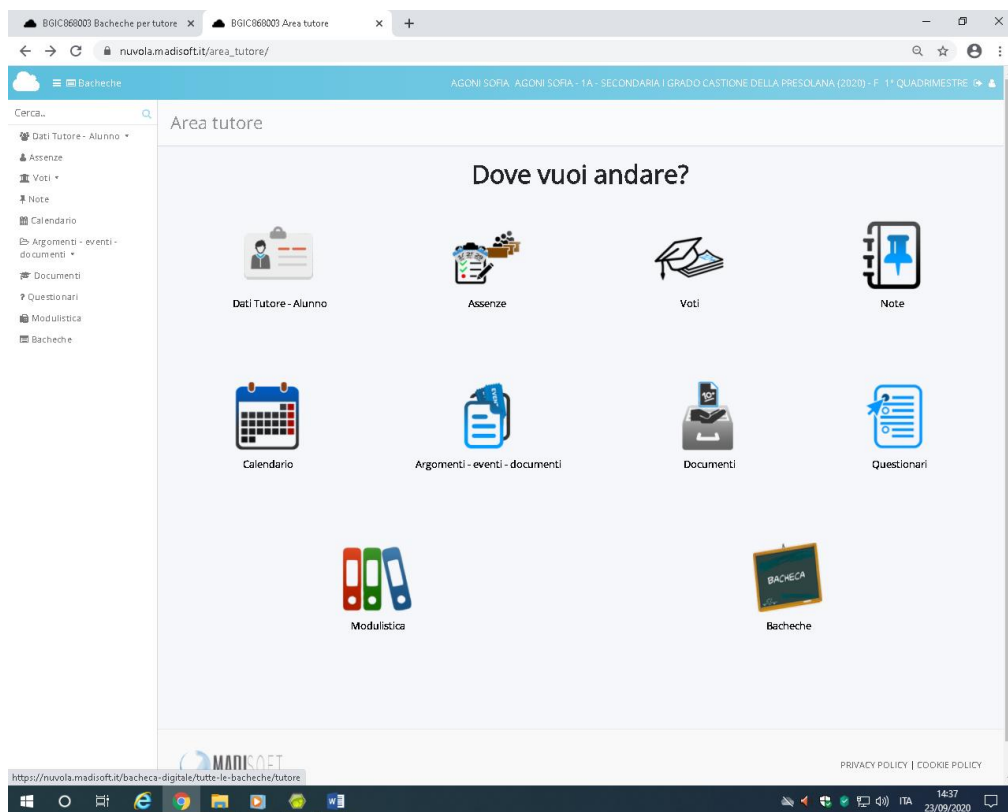 BGIC868003 Bacheche per tutore
BGIC868003 Area tutore
nuvola.madisoft.it/area_tutore/
Bacheche
AGONI SOFIA AGONI SOFIA - 1A - SECONDARIA I GRADO CASTIONE DELLA PRESOLANA (2020) - F 1° QUADRIMESTRE
Cerca..
Area tutore
Dati Tutore - Alunno
Assenze
Voti
Note
Calendario
Argomenti - eventi -
documenti
Documenti
? Questionari
Modulistica
Bacheche
Dove vuoi andare?
Dati Tutore - Alunno
Assenze
Voti
Note
Calendario
Argomenti - eventi - documenti
Documenti
Questionari
BACHECA
Modulistica
Bacheche
MADISOFT
PRIVACY POLICY | COOKIE POLICY
https://nuvola.madisoft.it/bacheca-digitale/tutte-le-bacheche/tutore
ITA
14:37
23/09/2020